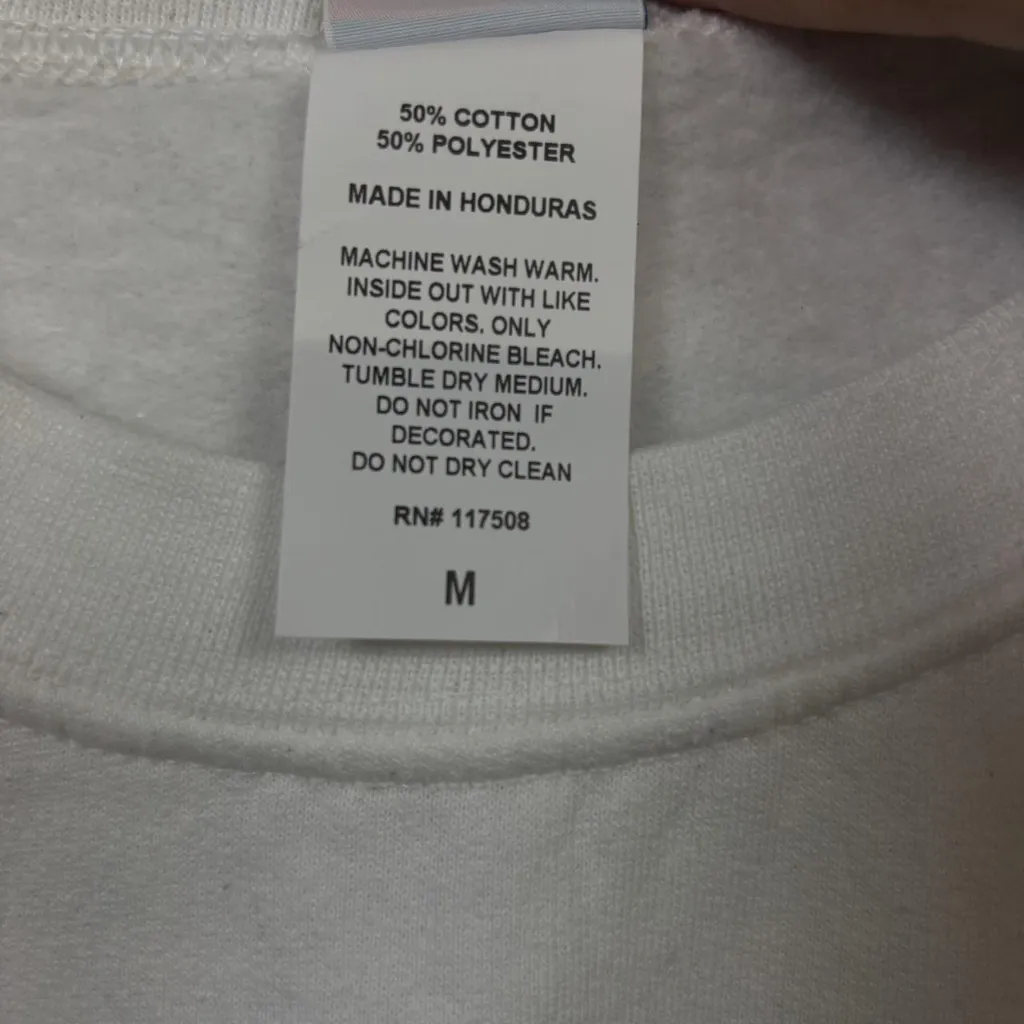 50% COTTON
50% POLYESTER
MADE IN HONDURAS
MACHINE WASH WARM.
INSIDE OUT WITH LIKE
COLORS. ONLY
NON-CHLORINE BLEACH.
TUMBLE DRY MEDIUM.
DO NOT IRON IF
DECORATED.
DO NOT DRY CLEAN
RN# 117508
M